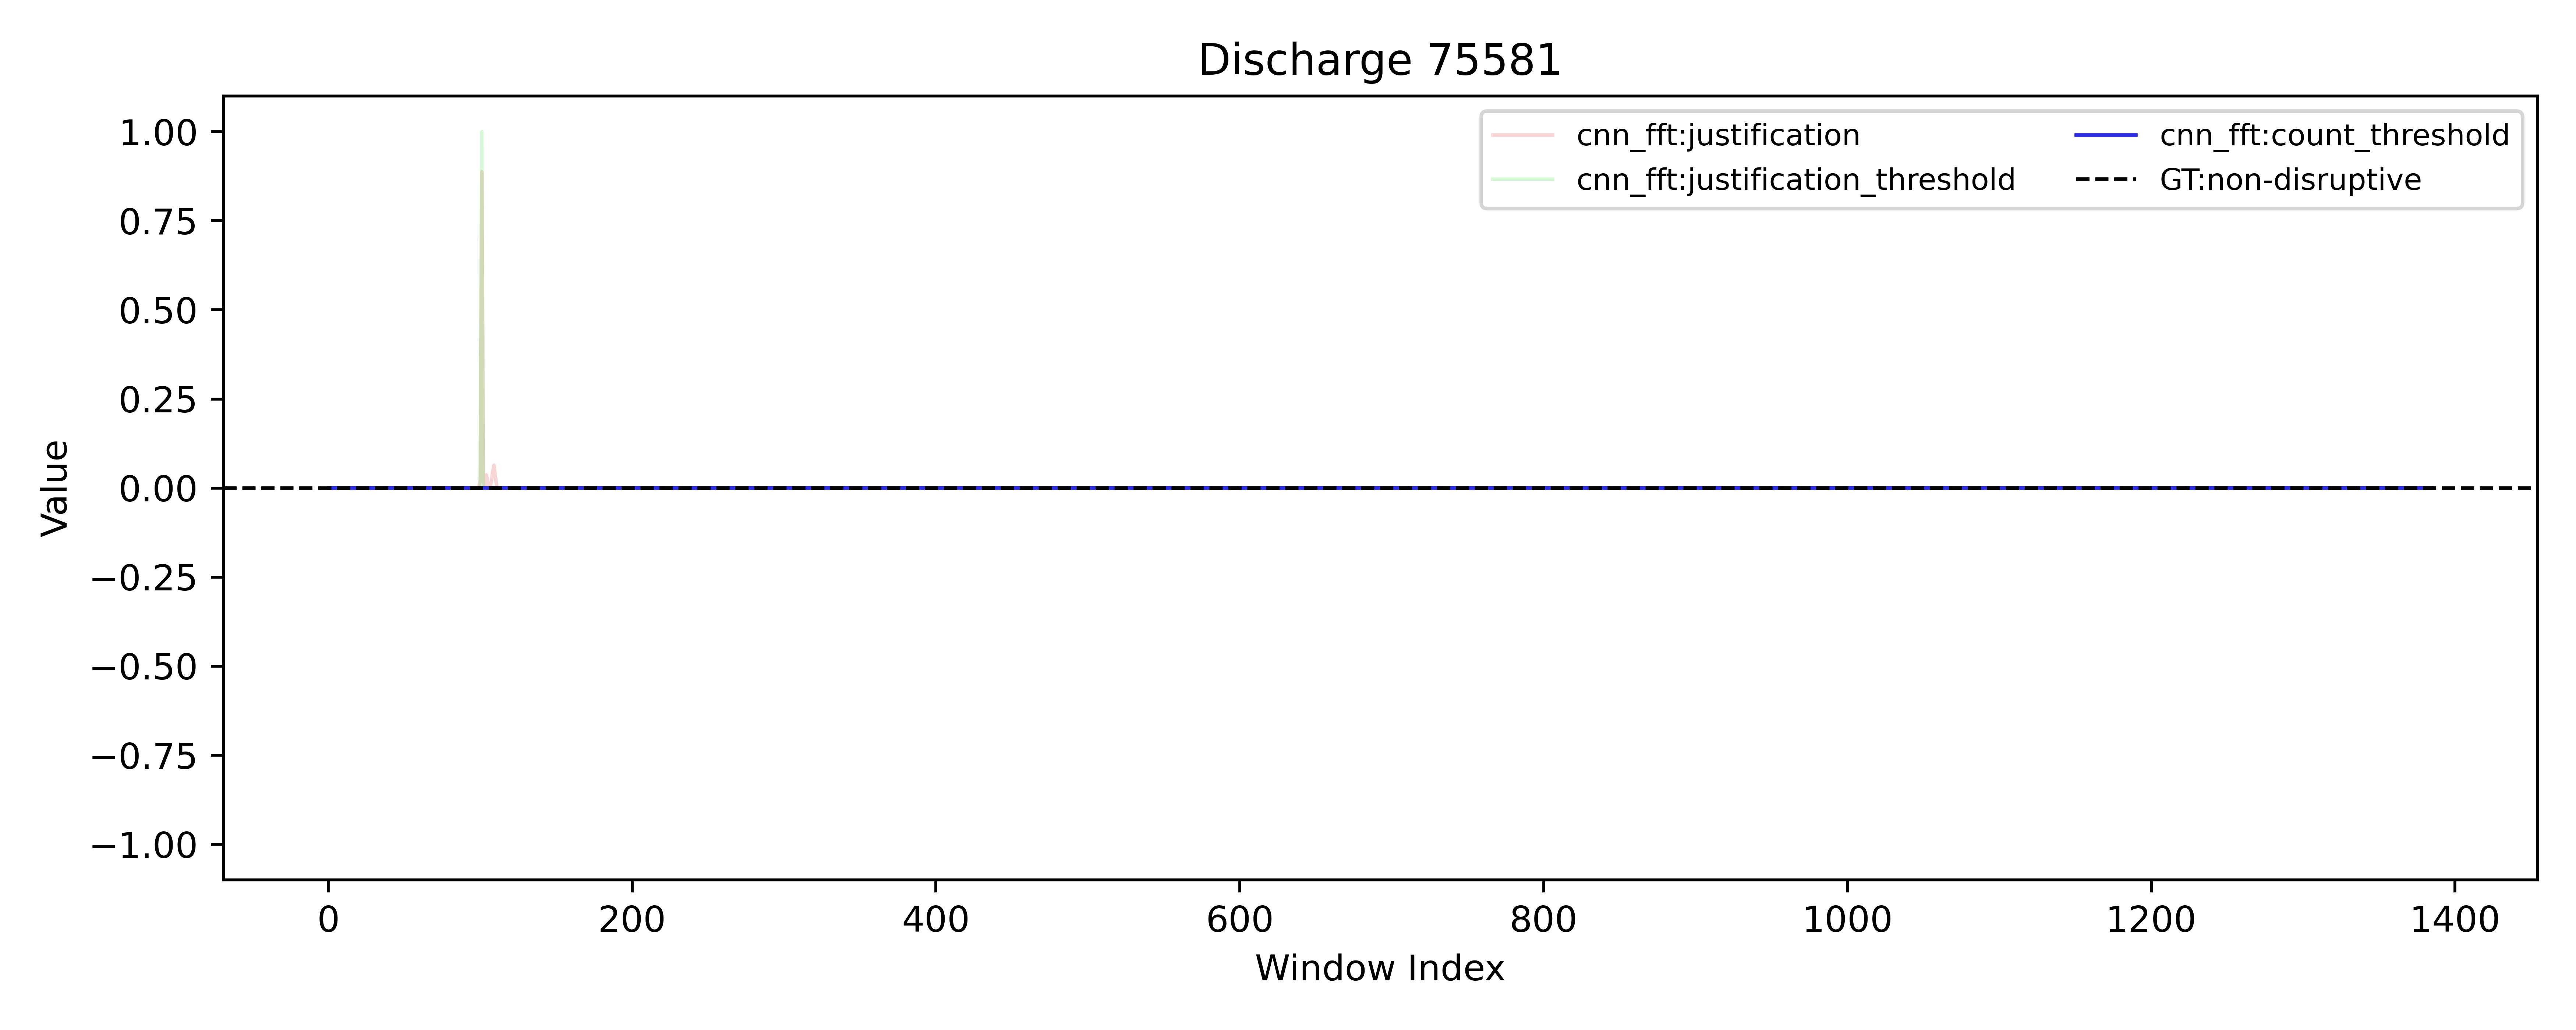 Discharge 75581
cnn_fft:justification
cnn_fft:justification_threshold
cnn_fft:count_threshold
GT:non-disruptive
Value
1.00
0.75
0.50
0.25
0.00
−0.25
−0.50
−0.75
−1.00
0 200 400 600 800 1000 1200 1400
Window Index